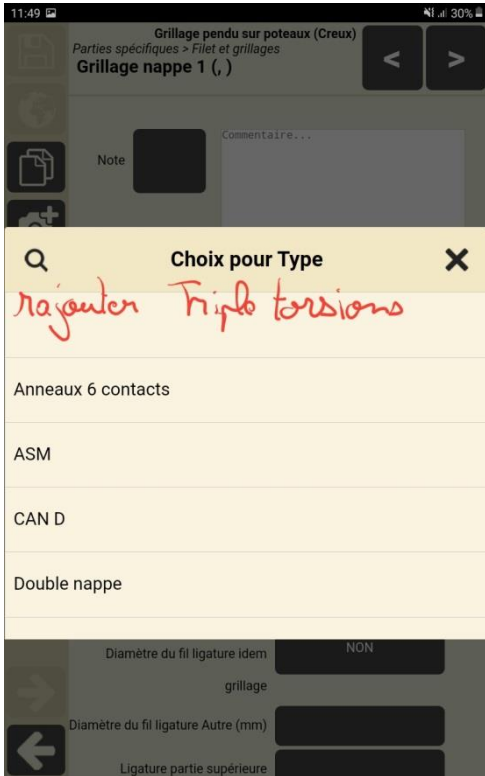 11:49
30%
Grillage pendu sur poteaux (Creux)
Parties spécifiques > Filet et grillages
Grillage nappe 1 (, )
< >
Note
Commentaire...
Choix pour Type
rajouter Triple torsions
Anneaux 6 contacts
ASM
CAN D
Double nappe
Diamètre du fil ligature idem grillage
NON
Diamètre du fil ligature Autre (mm)
Ligature partie supérieure